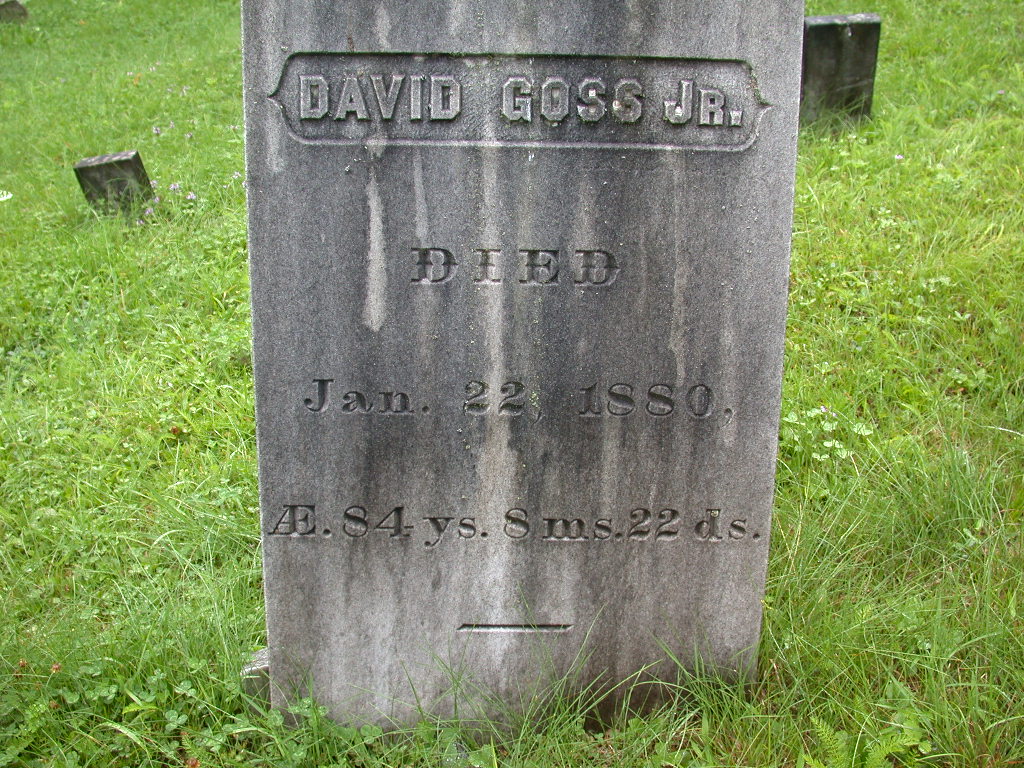 DAVID GOSS JR.
DIED
Jan. 22, 1880,
Æ. 84 ys. 8 ms. 22 ds.